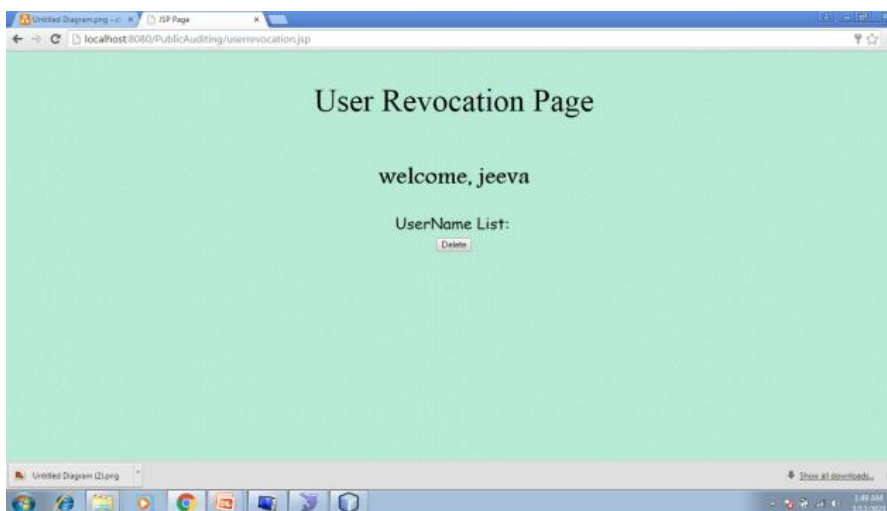 Untitled Diagram.png - 
JSP Page
localhost:8080/PublicAuditing/userrevocation.jsp
User Revocation Page
welcome, jeeva
UserName List:
Delete
Untitled Diagram (2).png
Show all downloads...
1:49 AM